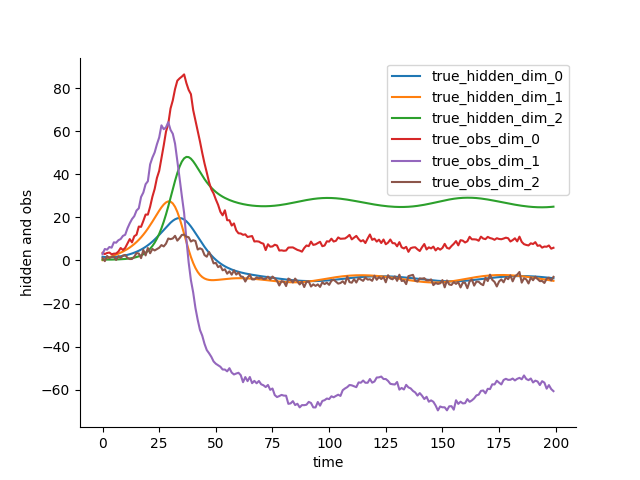 80
60
40
20
0
−20
−40
−60
hidden and obs
0
25
50
75
100
125
150
175
200
time
true_hidden_dim_0
true_hidden_dim_1
true_hidden_dim_2
true_obs_dim_0
true_obs_dim_1
true_obs_dim_2